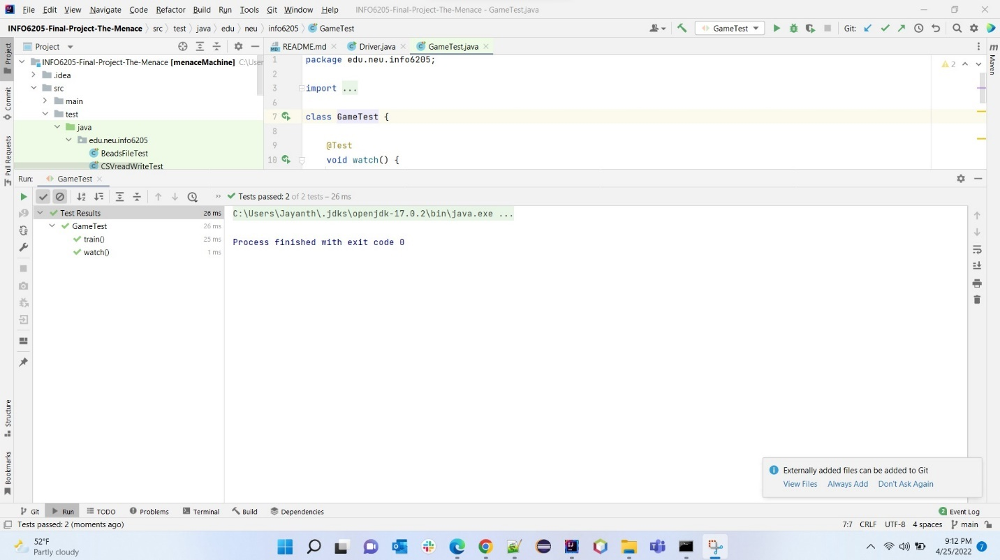 File Edit View Navigate Code Refactor Build Run Tools Git Window Help INFO6205-Final-Project-The-Menace - GameTest.java
INFO6205-Final-Project-The-Menace src test java edu neu info6205 GameTest GameTest Git:
Project README.md Driver.java GameTest.java
Project
Commit
Pull Requests
INFO6205-Final-Project-The-Menace [menaceMachine] C:\User
.idea
src
main
test
java
edu.neu.info6205
BeadsFileTest
CSVreadWriteTest
1 package edu.neu.info6205;
2
3 import ...
6
7 class GameTest {
8
9 @Test
10 void watch() {
2
Maven
Run: GameTest
Tests passed: 2 of 2 tests – 26 ms
Test Results 26 ms
GameTest 26 ms
train() 25 ms
watch() 1 ms
C:\Users\Jayanth\.jdks\openjdk-17.0.2\bin\java.exe ...
Process finished with exit code 0
Structure
Bookmarks
Externally added files can be added to Git
View Files Always Add Don't Ask Again
Git Run TODO Problems Terminal Build Dependencies 2 Event Log
Tests passed: 2 (moments ago) 7:7 CRLF UTF-8 4 spaces main
52°F
Partly cloudy
9:12 PM
4/25/2022
7